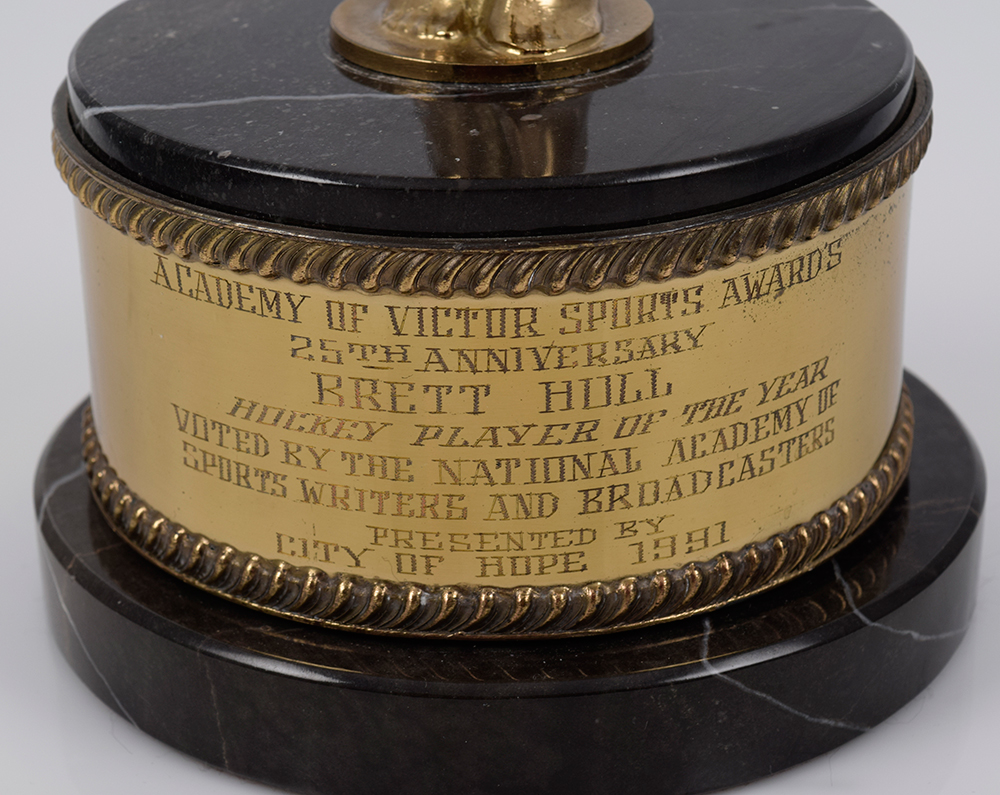 ACADEMY OF VICTOR SPORTS AWARD'S
25TH ANNIVERSARY
BRETT HULL
HOCKEY PLAYER OF THE YEAR
VOTED BY THE NATIONAL ACADEMY OF
SPORTS WRITERS AND BROADCASTERS
PRESENTED BY
CITY OF HOPE 1991